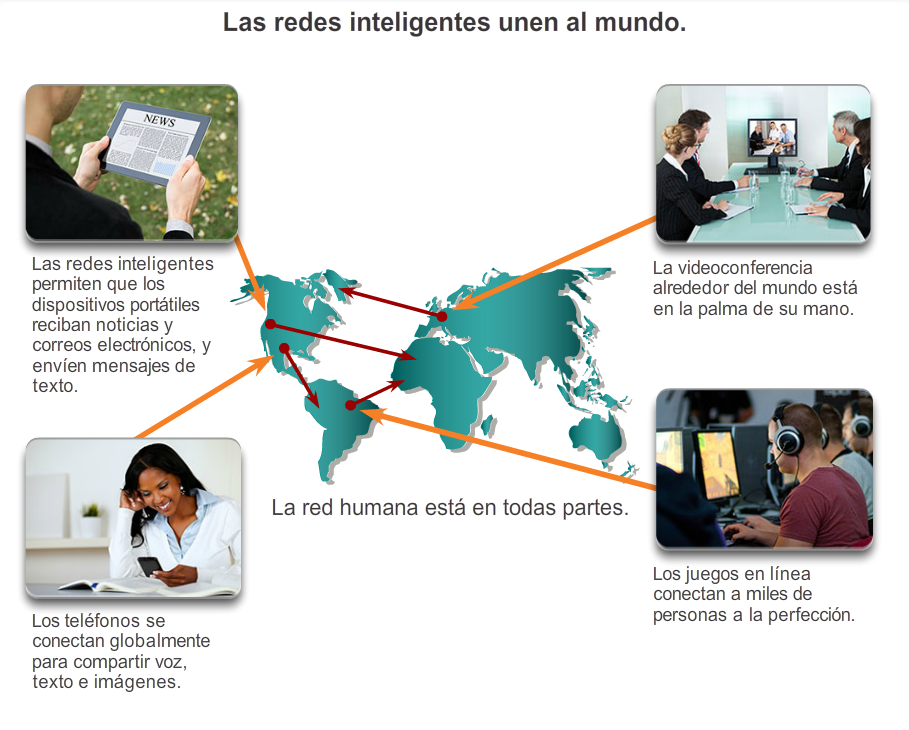 Las redes inteligentes unen al mundo.
NEWS
Las redes inteligentes
permiten que los
dispositivos portátiles
reciban noticias y
correos electrónicos, y
envíen mensajes de
texto.
La videoconferencia
alrededor del mundo está
en la palma de su mano.
La red humana está en todas partes.
Los teléfonos se
conectan globalmente
para compartir voz,
texto e imágenes.
Los juegos en línea
conectan a miles de
personas a la perfección.